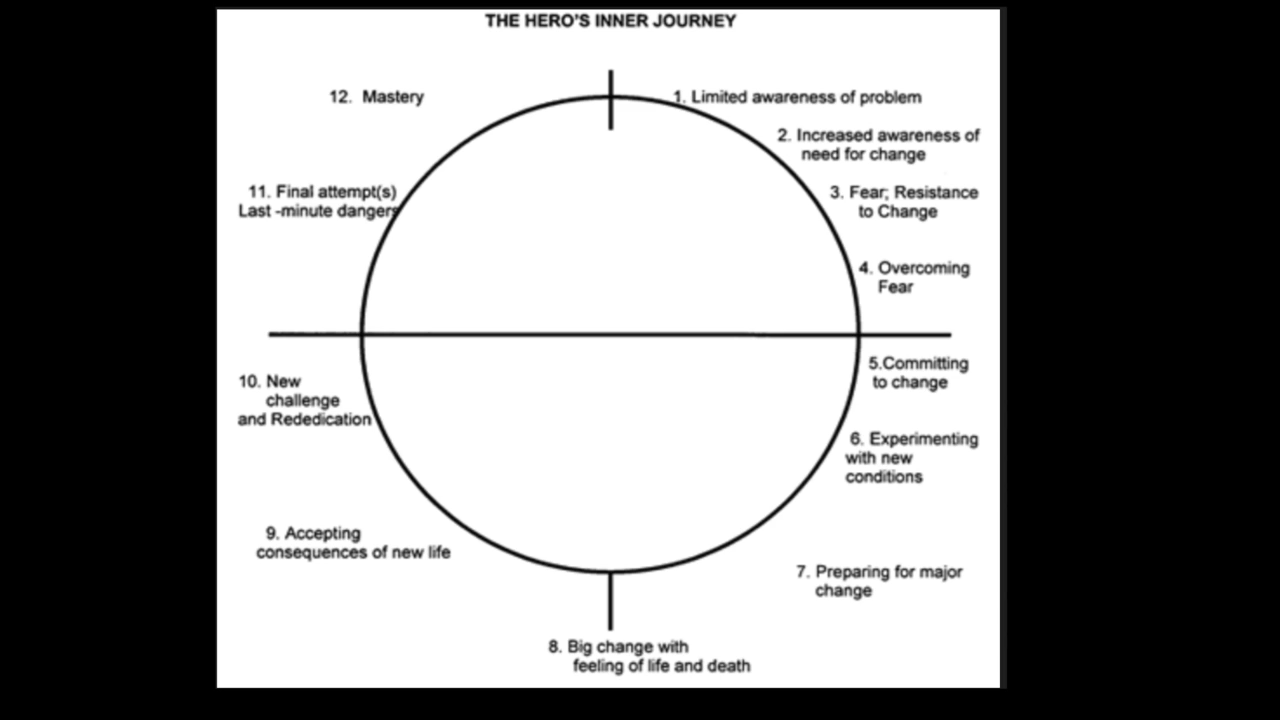 THE HERO'S INNER JOURNEY
12. Mastery
1. Limited awareness of problem
2. Increased awareness of
need for change
11. Final attempt(s)
Last -minute dangers
3. Fear; Resistance
to Change
4. Overcoming
Fear
5.Committing
to change
10. New
challenge
and Rededication
6. Experimenting
with new
conditions
9. Accepting
consequences of new life
7. Preparing for major
change
8. Big change with
feeling of life and death